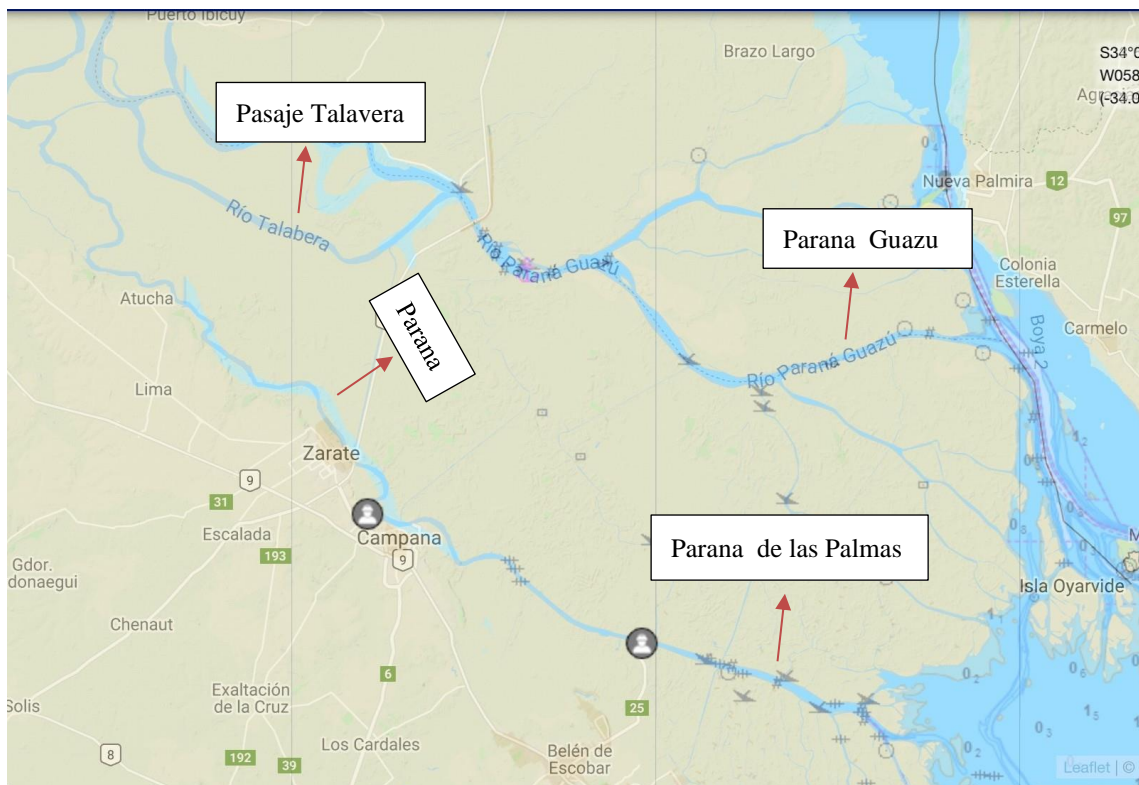 Puerto Ibicuy
Brazo Largo
S34°0
W058
(-34.0
Pasaje Talavera
Nueva Palmira
12
97
Río Talabera
Río Paraná Guazú
Parana Guazu
Colonia
Esterella
Atuch​a
Parana
Boya 2
Carmelo
Lima
Río Paraná Guazú
Zarate
9
31
Escalada
Campana
193
9
Parana de las Palmas
Gdor.
donaegui
Isla Oyarvide
Chenaut
6
Exaltación
de la Cruz
Solis
25
8
192
39
Los Cardales
Belén de
Escobar
Leaflet | ©